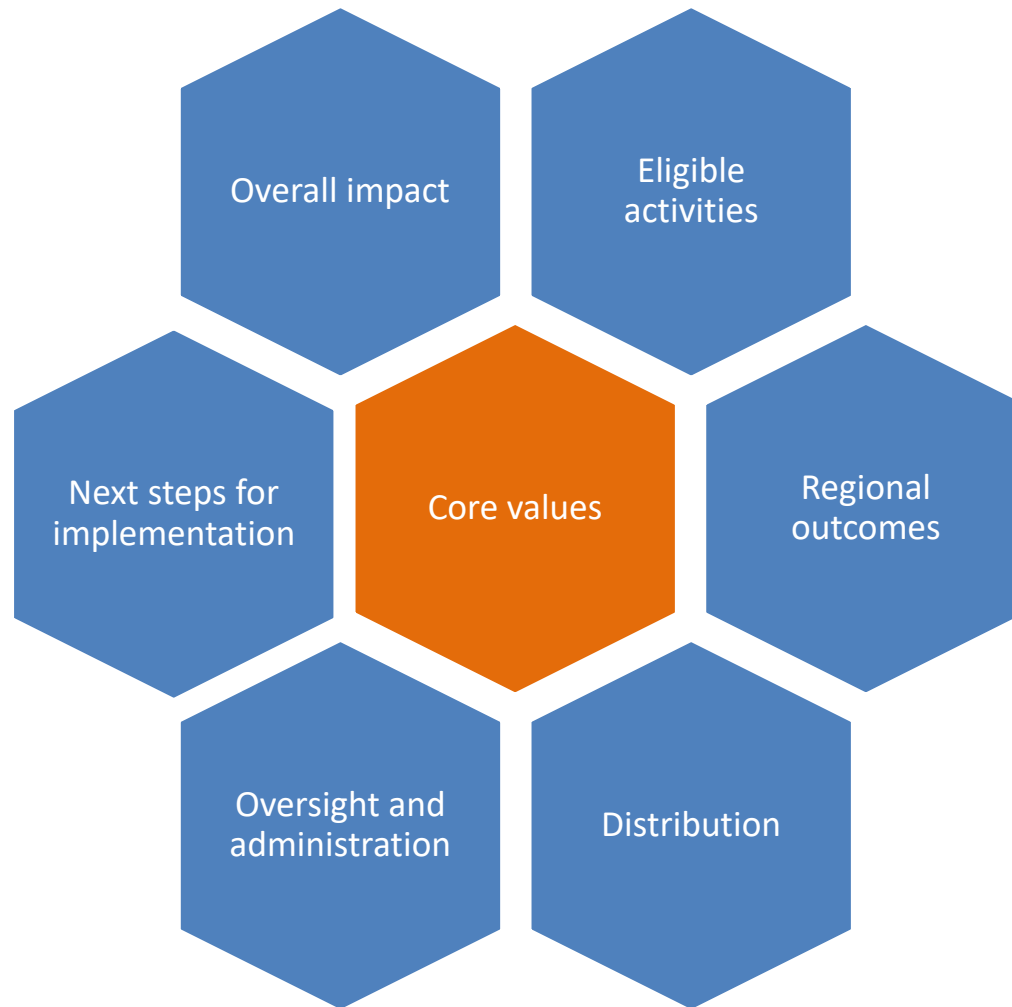 Overall impact
Eligible
activities
Next steps for
implementation
Core values
Regional
outcomes
Oversight and
administration
Distribution